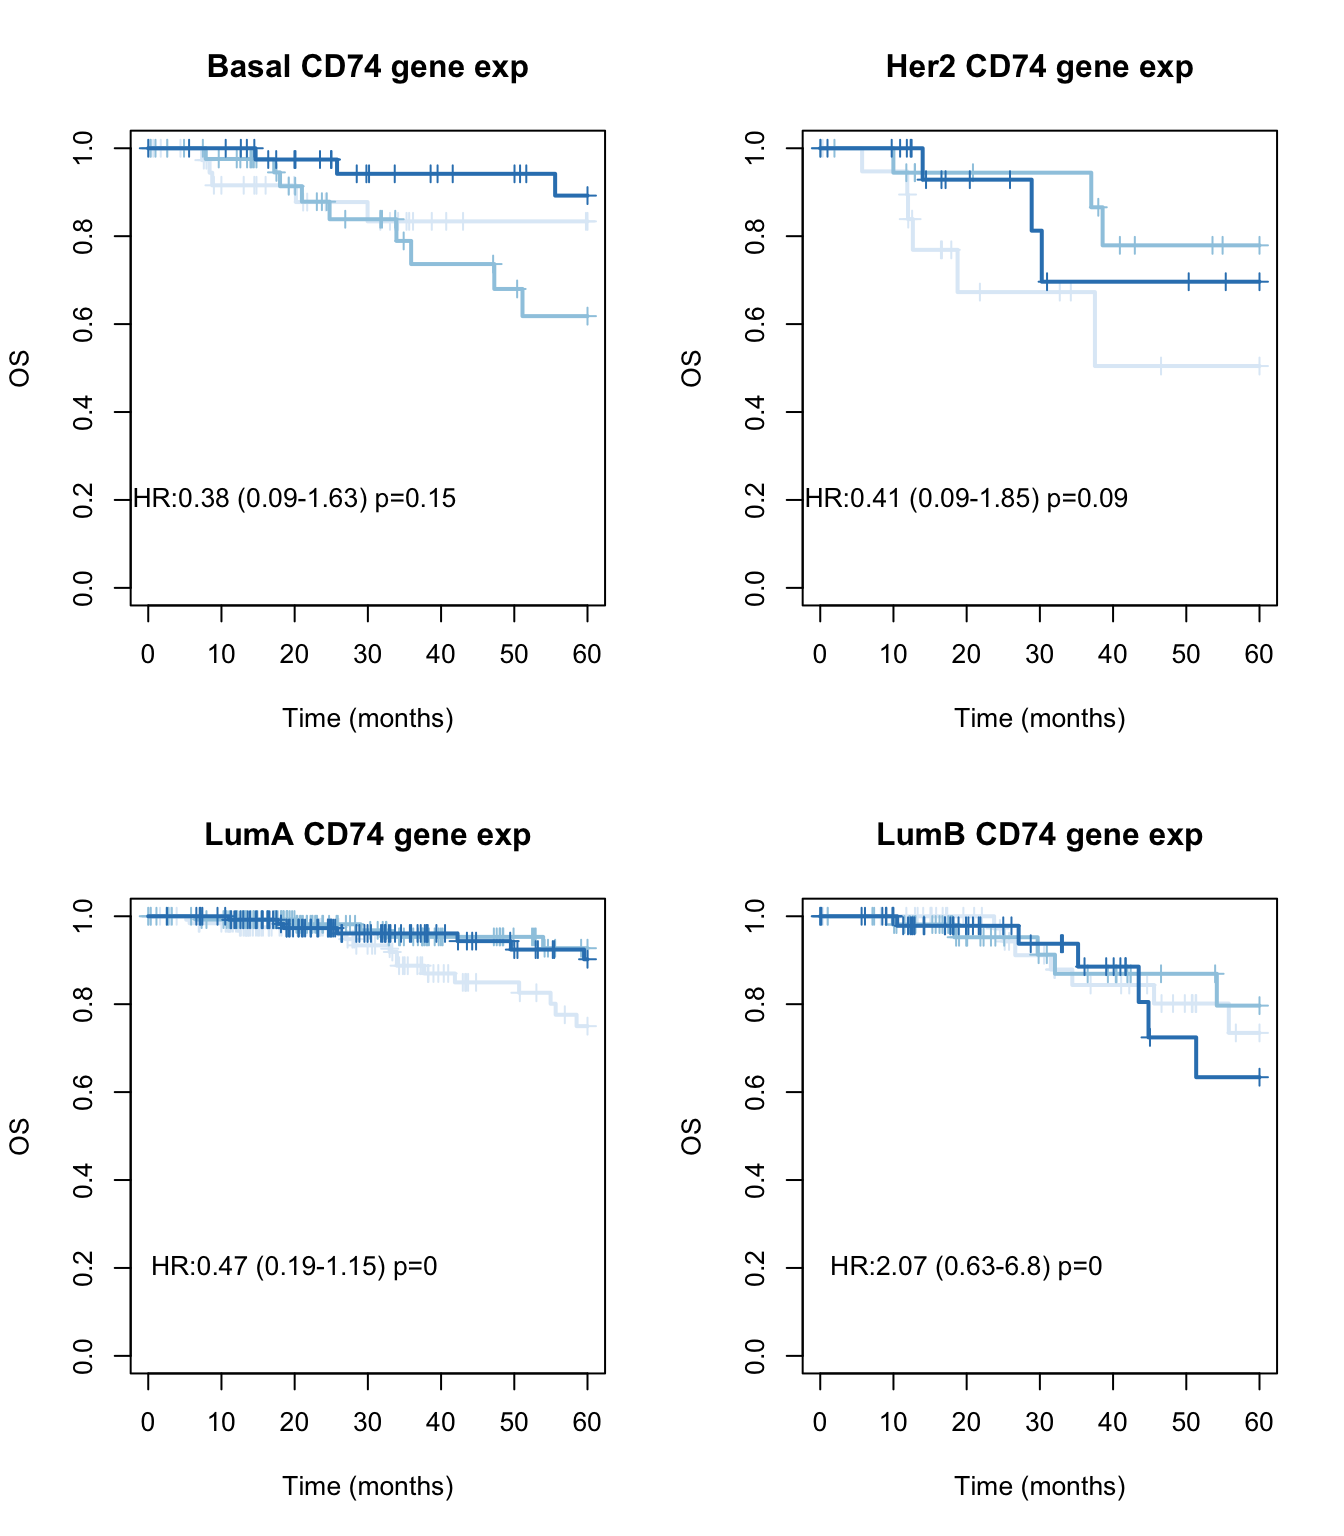 Basal CD74 gene exp
OS
1.0
0.8
0.6
0.4
0.2
0.0
HR:0.38 (0.09-1.63) p=0.15
0 10 20 30 40 50 60
Time (months)
Her2 CD74 gene exp
OS
1.0
0.8
0.6
0.4
0.2
0.0
HR:0.41 (0.09-1.85) p=0.09
0 10 20 30 40 50 60
Time (months)
LumA CD74 gene exp
OS
1.0
0.8
0.6
0.4
0.2
0.0
HR:0.47 (0.19-1.15) p=0
0 10 20 30 40 50 60
Time (months)
LumB CD74 gene exp
OS
1.0
0.8
0.6
0.4
0.2
0.0
HR:2.07 (0.63-6.8) p=0
0 10 20 30 40 50 60
Time (months)